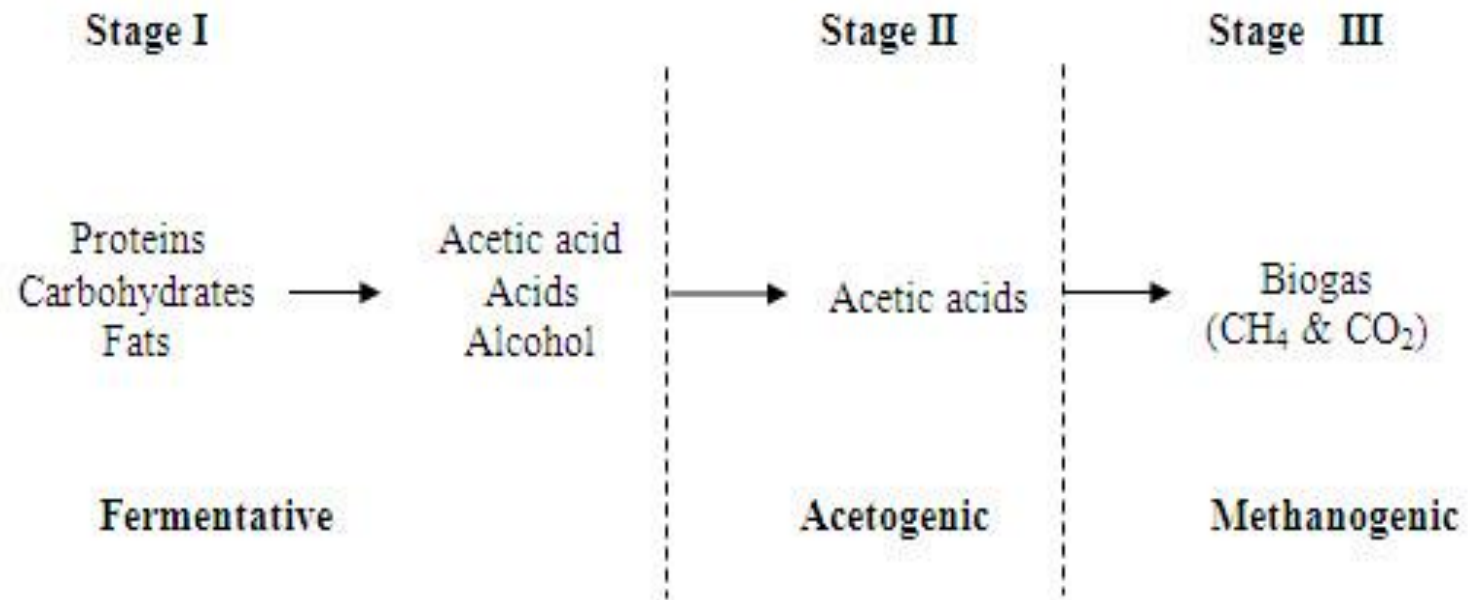 Stage I
Stage II
Stage III
Proteins
Carbohydrates
Fats
Acetic acid
Acids
Alcohol
Acetic acids
Biogas
(CH₄ & CO₂)
Fermentative
Acetogenic
Methanogenic